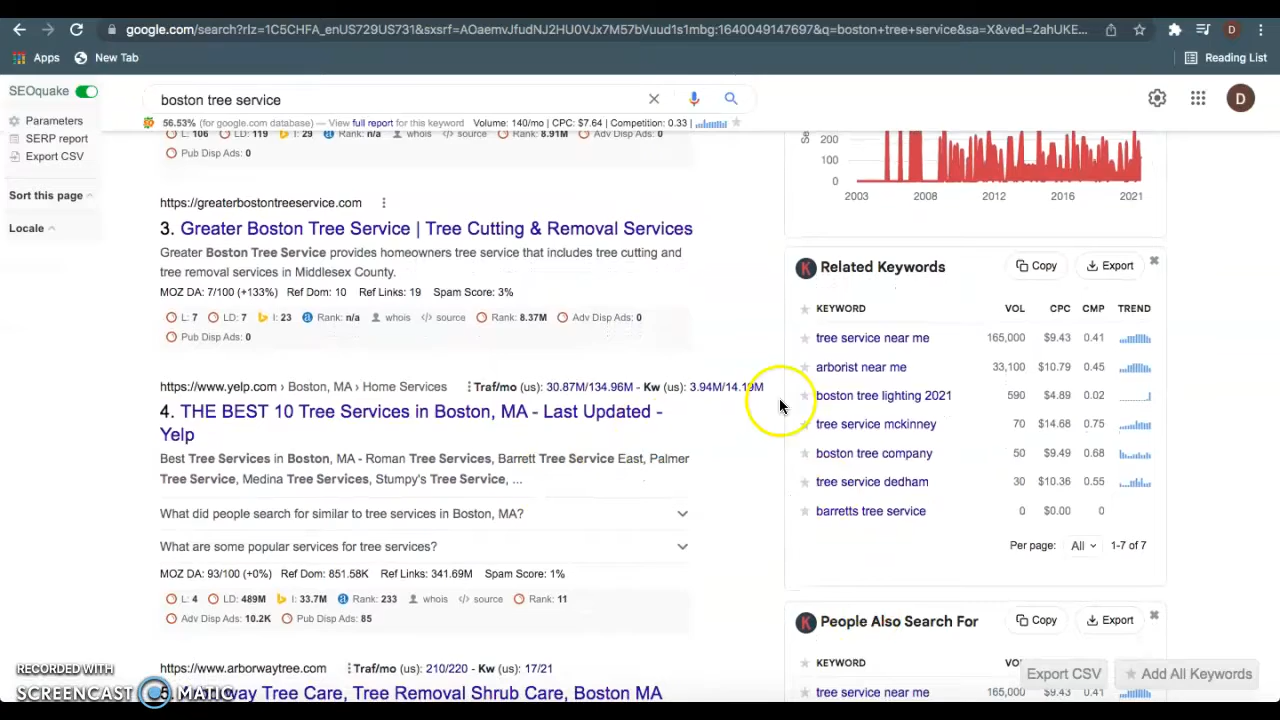 google.com/search?rlz=1C5CHFA_enUS729US731&sxsrf=AOaemvJfudNJ2HU0VJx7M57bVuud1s1mbg:1640049147697&q=boston+tree+service&sa=X&ved=2ahUKE...
Apps New Tab Reading List
SEOquake
boston tree service
D
Parameters
56.53% (for google.com database) — View full report for this keyword Volume: 140/mo | CPC: $7.64 | Competition: 0.33 |
SERP report
L: 106 LD: 119 I: 29 Rank: n/a whois source Rank: 8.91M Adv Disp Ads: 0
Export CSV
Pub Disp Ads: 0
Sort this page
Locale
200
100
0
2003 2008 2012 2016 2021
https://greaterbostontreeservice.com
3. Greater Boston Tree Service | Tree Cutting & Removal Services
Greater Boston Tree Service provides homeowners tree service that includes tree cutting and
tree removal services in Middlesex County.
MOZ DA: 7/100 (+133%) Ref Dom: 10 Ref Links: 19 Spam Score: 3%
L: 7 LD: 7 I: 23 Rank: n/a whois source Rank: 8.37M Adv Disp Ads: 0
Pub Disp Ads: 0
https://www.yelp.com › Boston, MA › Home Services Traf/mo (us): 30.87M/134.96M - Kw (us): 3.94M/14.19M
4. THE BEST 10 Tree Services in Boston, MA - Last Updated -
Yelp
Best Tree Services in Boston, MA - Roman Tree Services, Barrett Tree Service East, Palmer
Tree Service, Medina Tree Services, Stumpy's Tree Service, ...
What did people search for similar to tree services in Boston, MA?
What are some popular services for tree services?
MOZ DA: 93/100 (+0%) Ref Dom: 851.58K Ref Links: 341.69M Spam Score: 1%
L: 4 LD: 489M I: 33.7M Rank: 233 whois source Rank: 11
Adv Disp Ads: 10.2K Pub Disp Ads: 85
https://www.arborwaytree.com Traf/mo (us): 210/220 - Kw (us): 17/21
way Tree Care, Tree Removal Shrub Care, Boston MA
Related Keywords Copy Export
KEYWORD VOL CPC CMP TREND
tree service near me 165,000 $9.43 0.41
arborist near me 33,100 $10.79 0.45
boston tree lighting 2021 590 $4.89 0.02
tree service mckinney 70 $14.68 0.75
boston tree company 50 $9.49 0.68
tree service dedham 30 $10.36 0.55
barretts tree service 0 $0.00 0
Per page: All 1-7 of 7
People Also Search For Copy Export
KEYWORD
Export CSV Add All Keywords
tree service near me 165,000 $9.43 0.41
RECORDED WITH
SCREENCAST MATIC